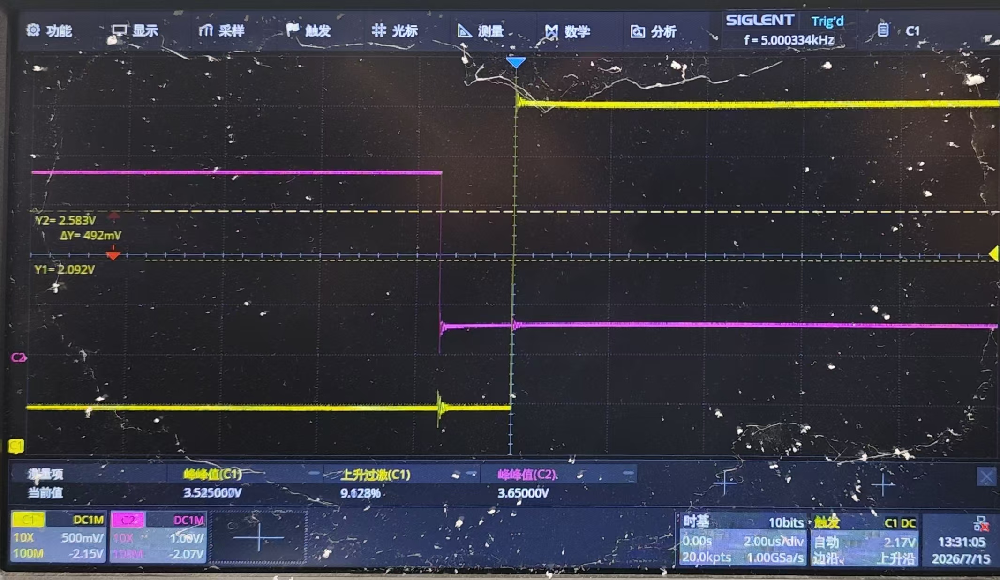 功能 显示 采样 触发 光标 测量 数学 分析 SIGLENT Trig'd C1
f = 5.000334kHz
Y2= 2.583V
ΔY= 492mV
Y1= 2.092V
C2
C1
测量项 峰峰值(C1) 上升过激(C1) 峰峰值(C2)
当前值 3.525000V 9.128% 3.65000V
C1 DC1M C2 DC1M 时基 10bits 触发 C1 DC
10X 500mV/ 10X 1.00V/ 0.00s 2.00us/div 自动 2.17V 13:31:05
100M -2.15V 100M -2.07V 20.0kpts 1.00GSa/s 边沿 上升沿 2026/7/15